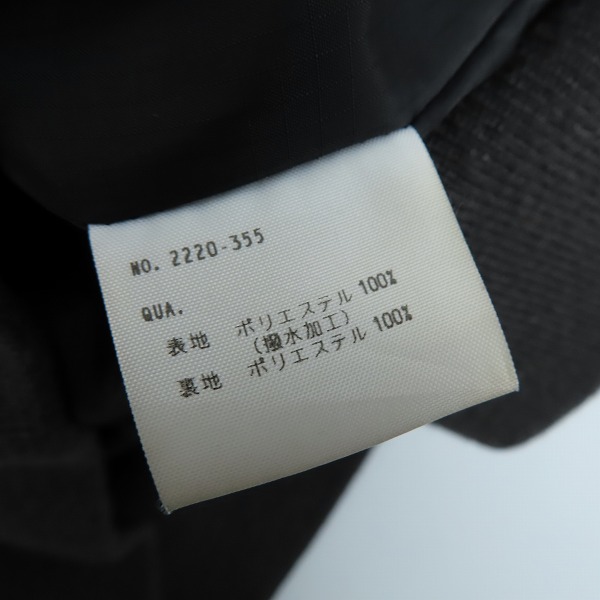 NO. 2220-355
QUA.
表地 ポリエステル 100%
(撥水加工)
裏地 ポリエステル 100%